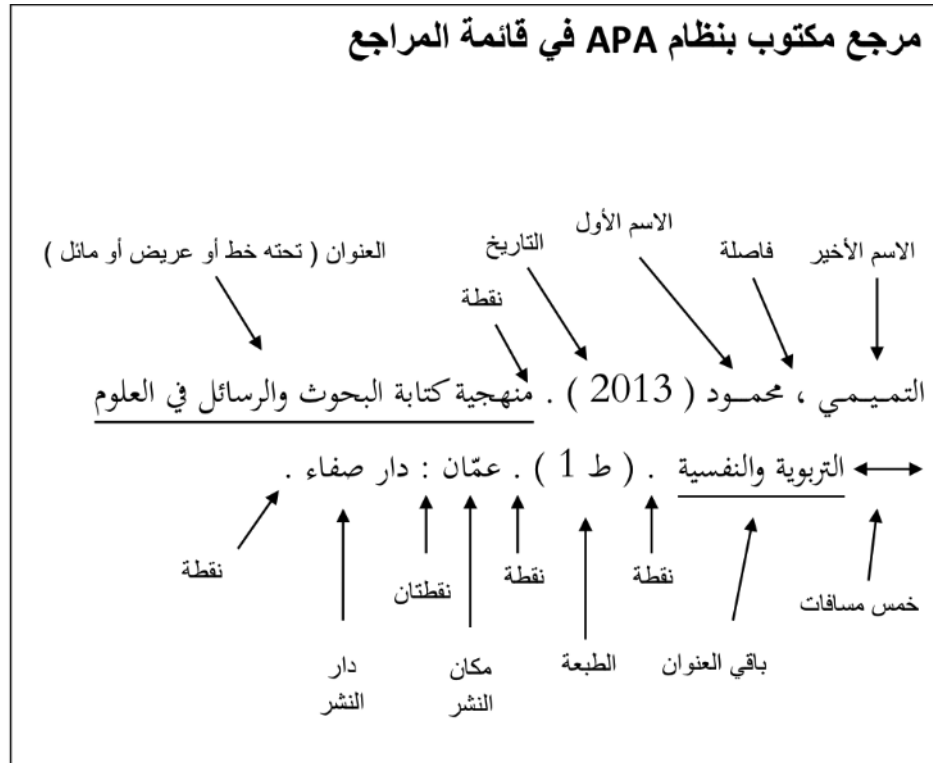 مرجع مكتوب بنظام APA في قائمة المراجع
الاسم الأول
الاسم الأخير
فاصلة
التاريخ
العنوان ( تحته خط أو عريض أو مائل )
نقطة
التميمي ، محمود ( 2013 ) . منهجية كتابة البحوث والرسائل في العلوم
التربوية والنفسية . ( ط 1 ) . عمّان : دار صفاء .
نقطة
نقطة
نقطتان
نقطة
خمس مسافات
باقي العنوان
الطبعة
مكان
النشر
دار
النشر